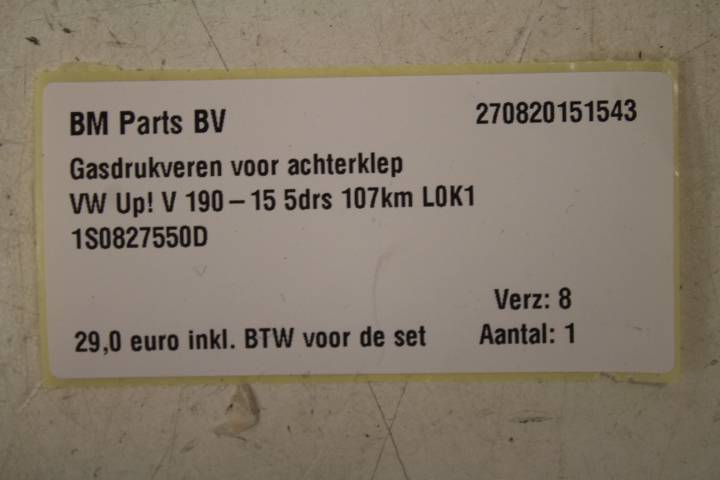 BM Parts BV 270820151543
Gasdrukveren voor achterklep
VW Up! V 190 – 15 5drs 107km L0K1
1S0827550D
Verz: 8
29,0 euro inkl. BTW voor de set Aantal: 1